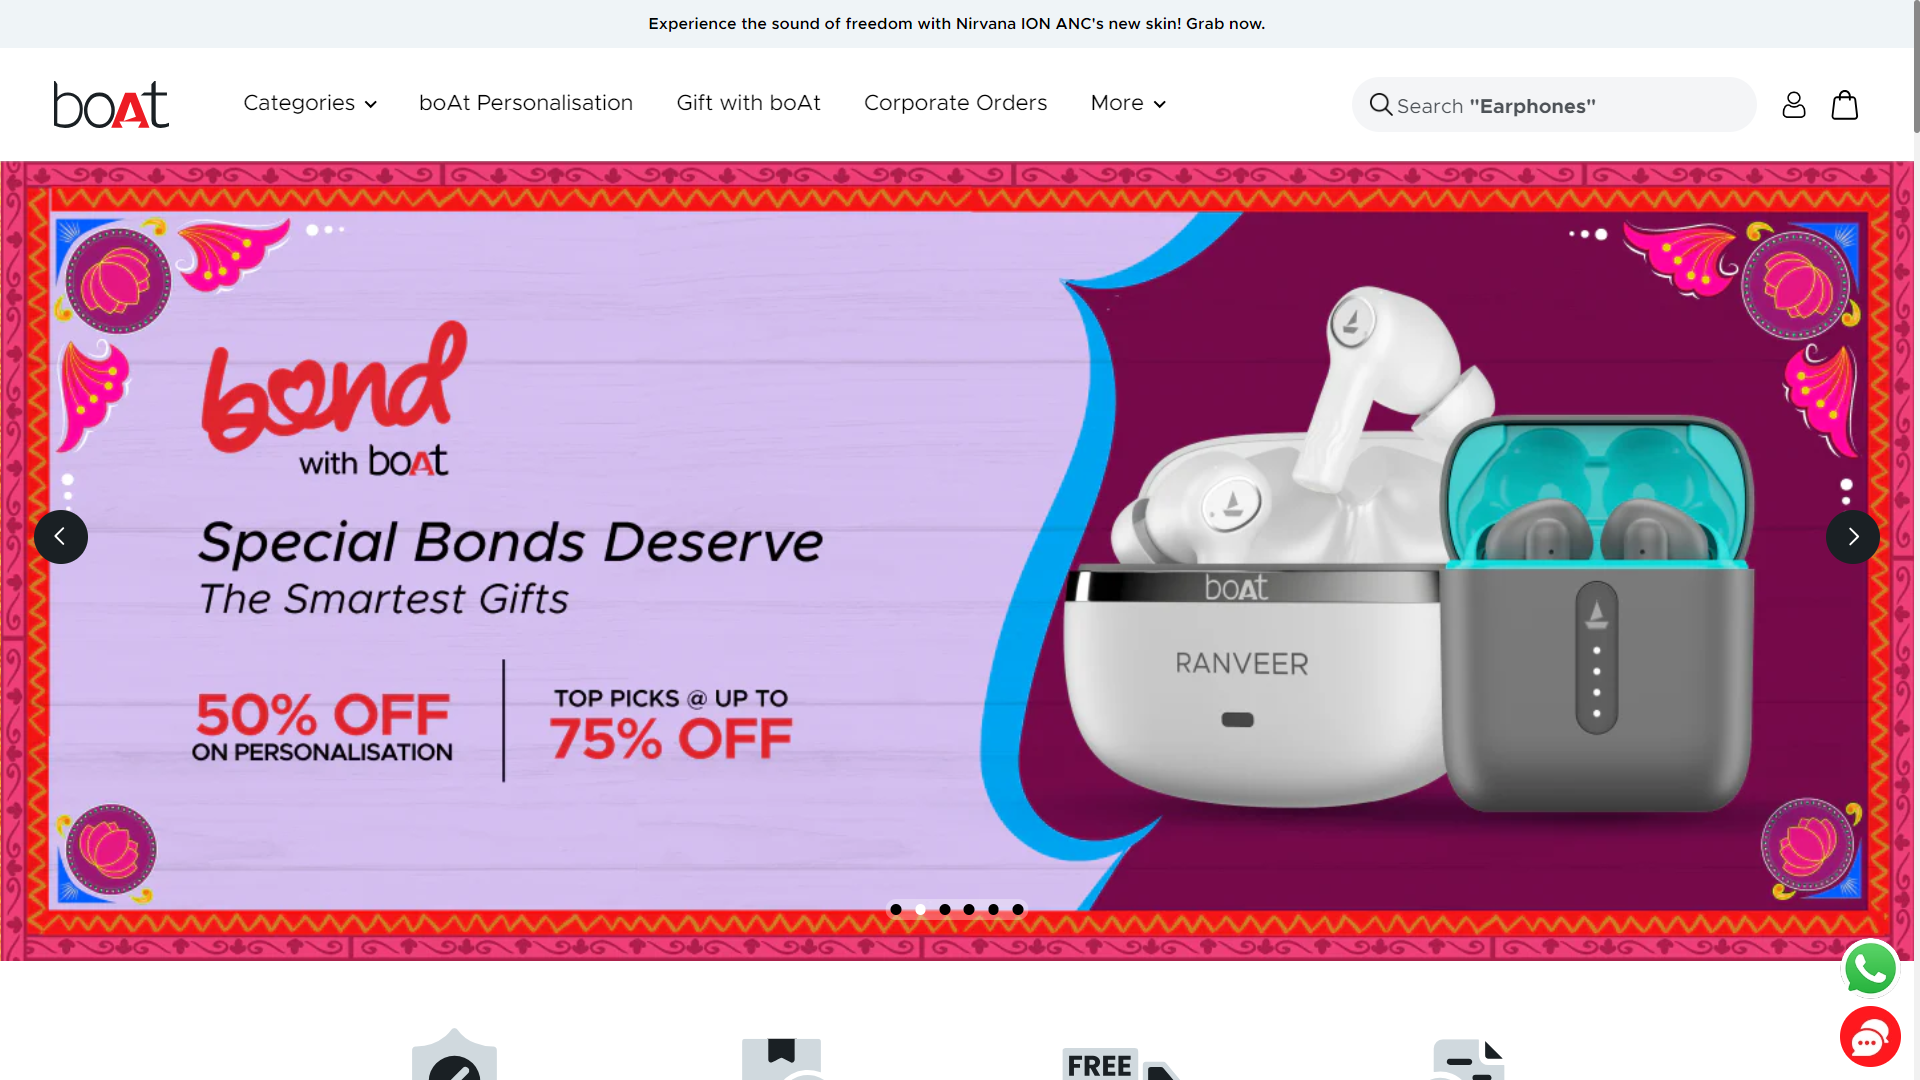 Experience the sound of freedom with Nirvana ION ANC's new skin! Grab now.
boAt
Categories
boAt Personalisation
Gift with boAt
Corporate Orders
More
Search "Earphones"
bond
with boAt
Special Bonds Deserve
The Smartest Gifts
50% OFF
ON PERSONALISATION
TOP PICKS @ UP TO
75% OFF
boAt
RANVEER
FREE